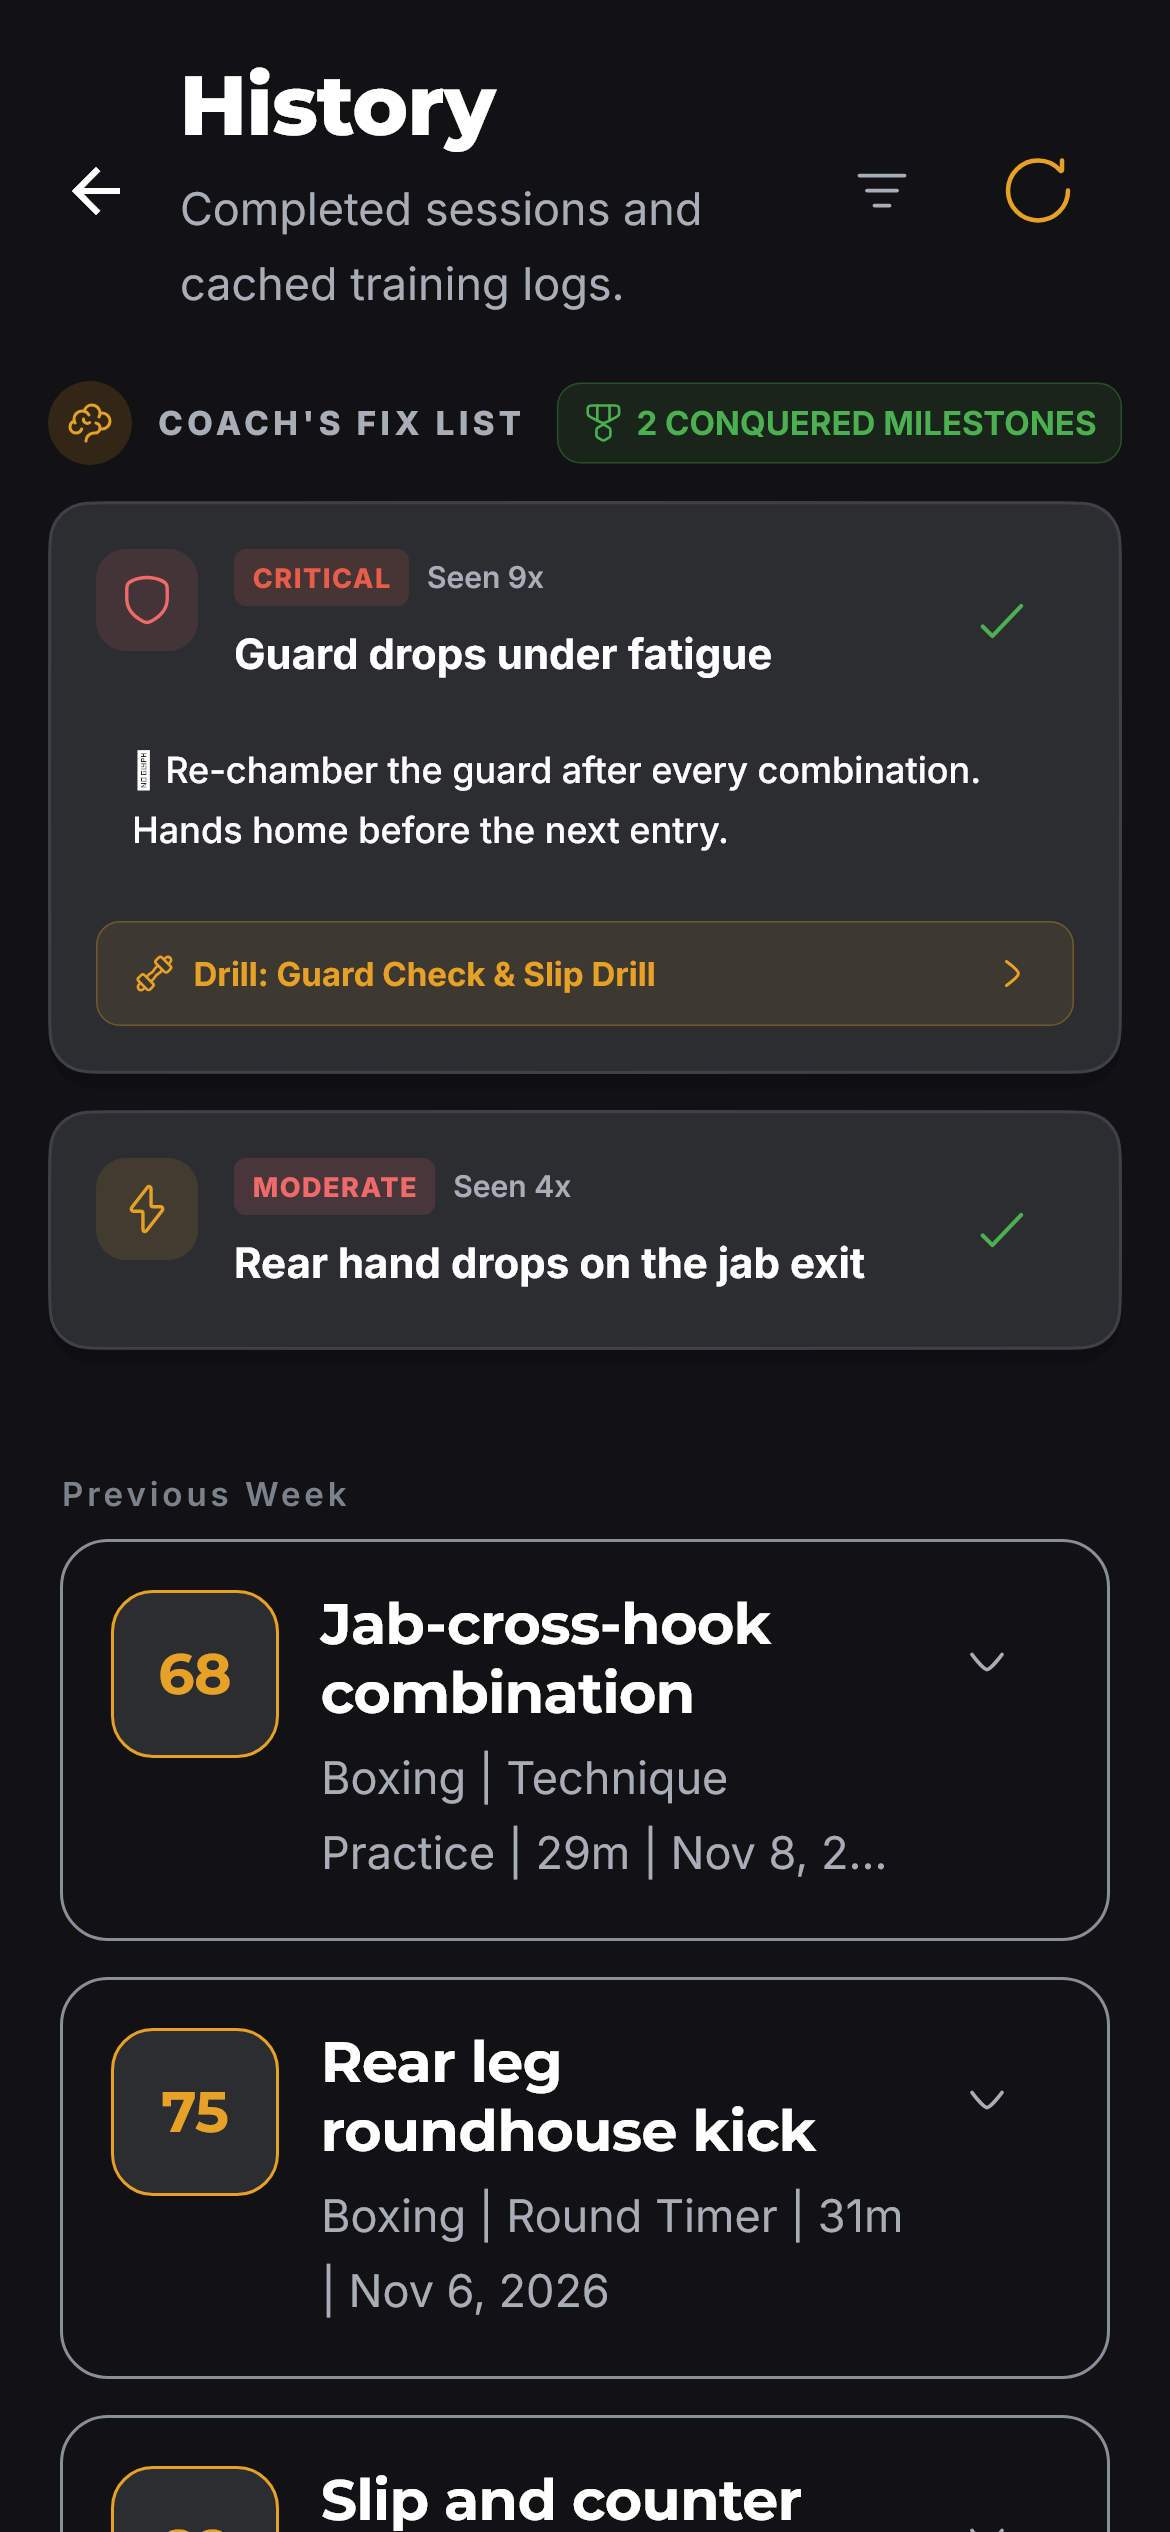 History
Completed sessions and
cached training logs.
COACH'S FIX LIST
2 CONQUERED MILESTONES
CRITICAL
Seen 9x
Guard drops under fatigue
Re-chamber the guard after every combination.
Hands home before the next entry.
Drill: Guard Check & Slip Drill
MODERATE
Seen 4x
Rear hand drops on the jab exit
Previous Week
68
Jab-cross-hook
combination
Boxing | Technique
Practice | 29m | Nov 8, 2...
75
Rear leg
roundhouse kick
Boxing | Round Timer | 31m
| Nov 6, 2026
Slip and counter